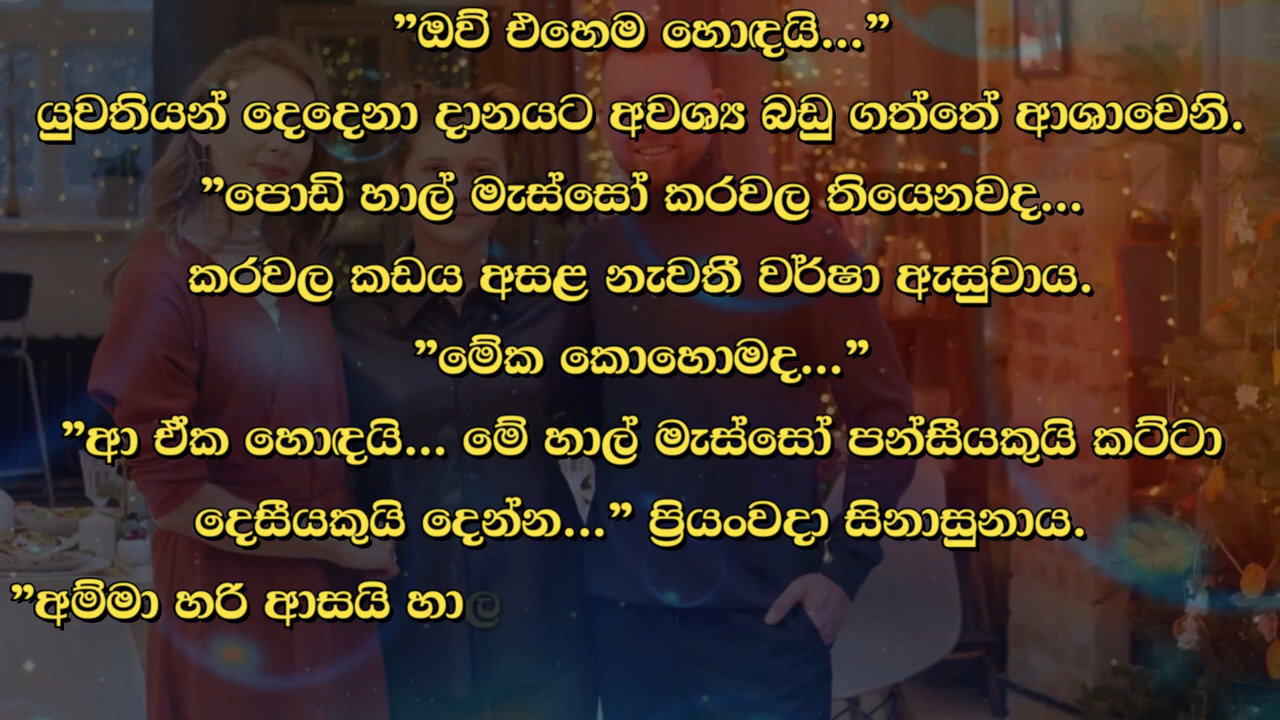 ”ඔව් එහෙම හොඳයි...”
යුවතියන් දෙදෙනා දානයට අවශ්‍ය බඩු ගත්තේ ආශාවෙනි.
”පොඩි හාල් මැස්සෝ කරවල තියෙනවද...
කරවල කඩය අසළ නැවතී වර්ෂා ඇසුවාය.
”මේක කොහොමද...”
”ආ ඒක හොඳයි... මේ හාල් මැස්සෝ පන්සීයකුයි කට්ටා
දෙසීයකුයි දෙන්න...” ප්‍රියංවදා සිනාසුනාය.
”අම්මා හරි ආසයි හාල